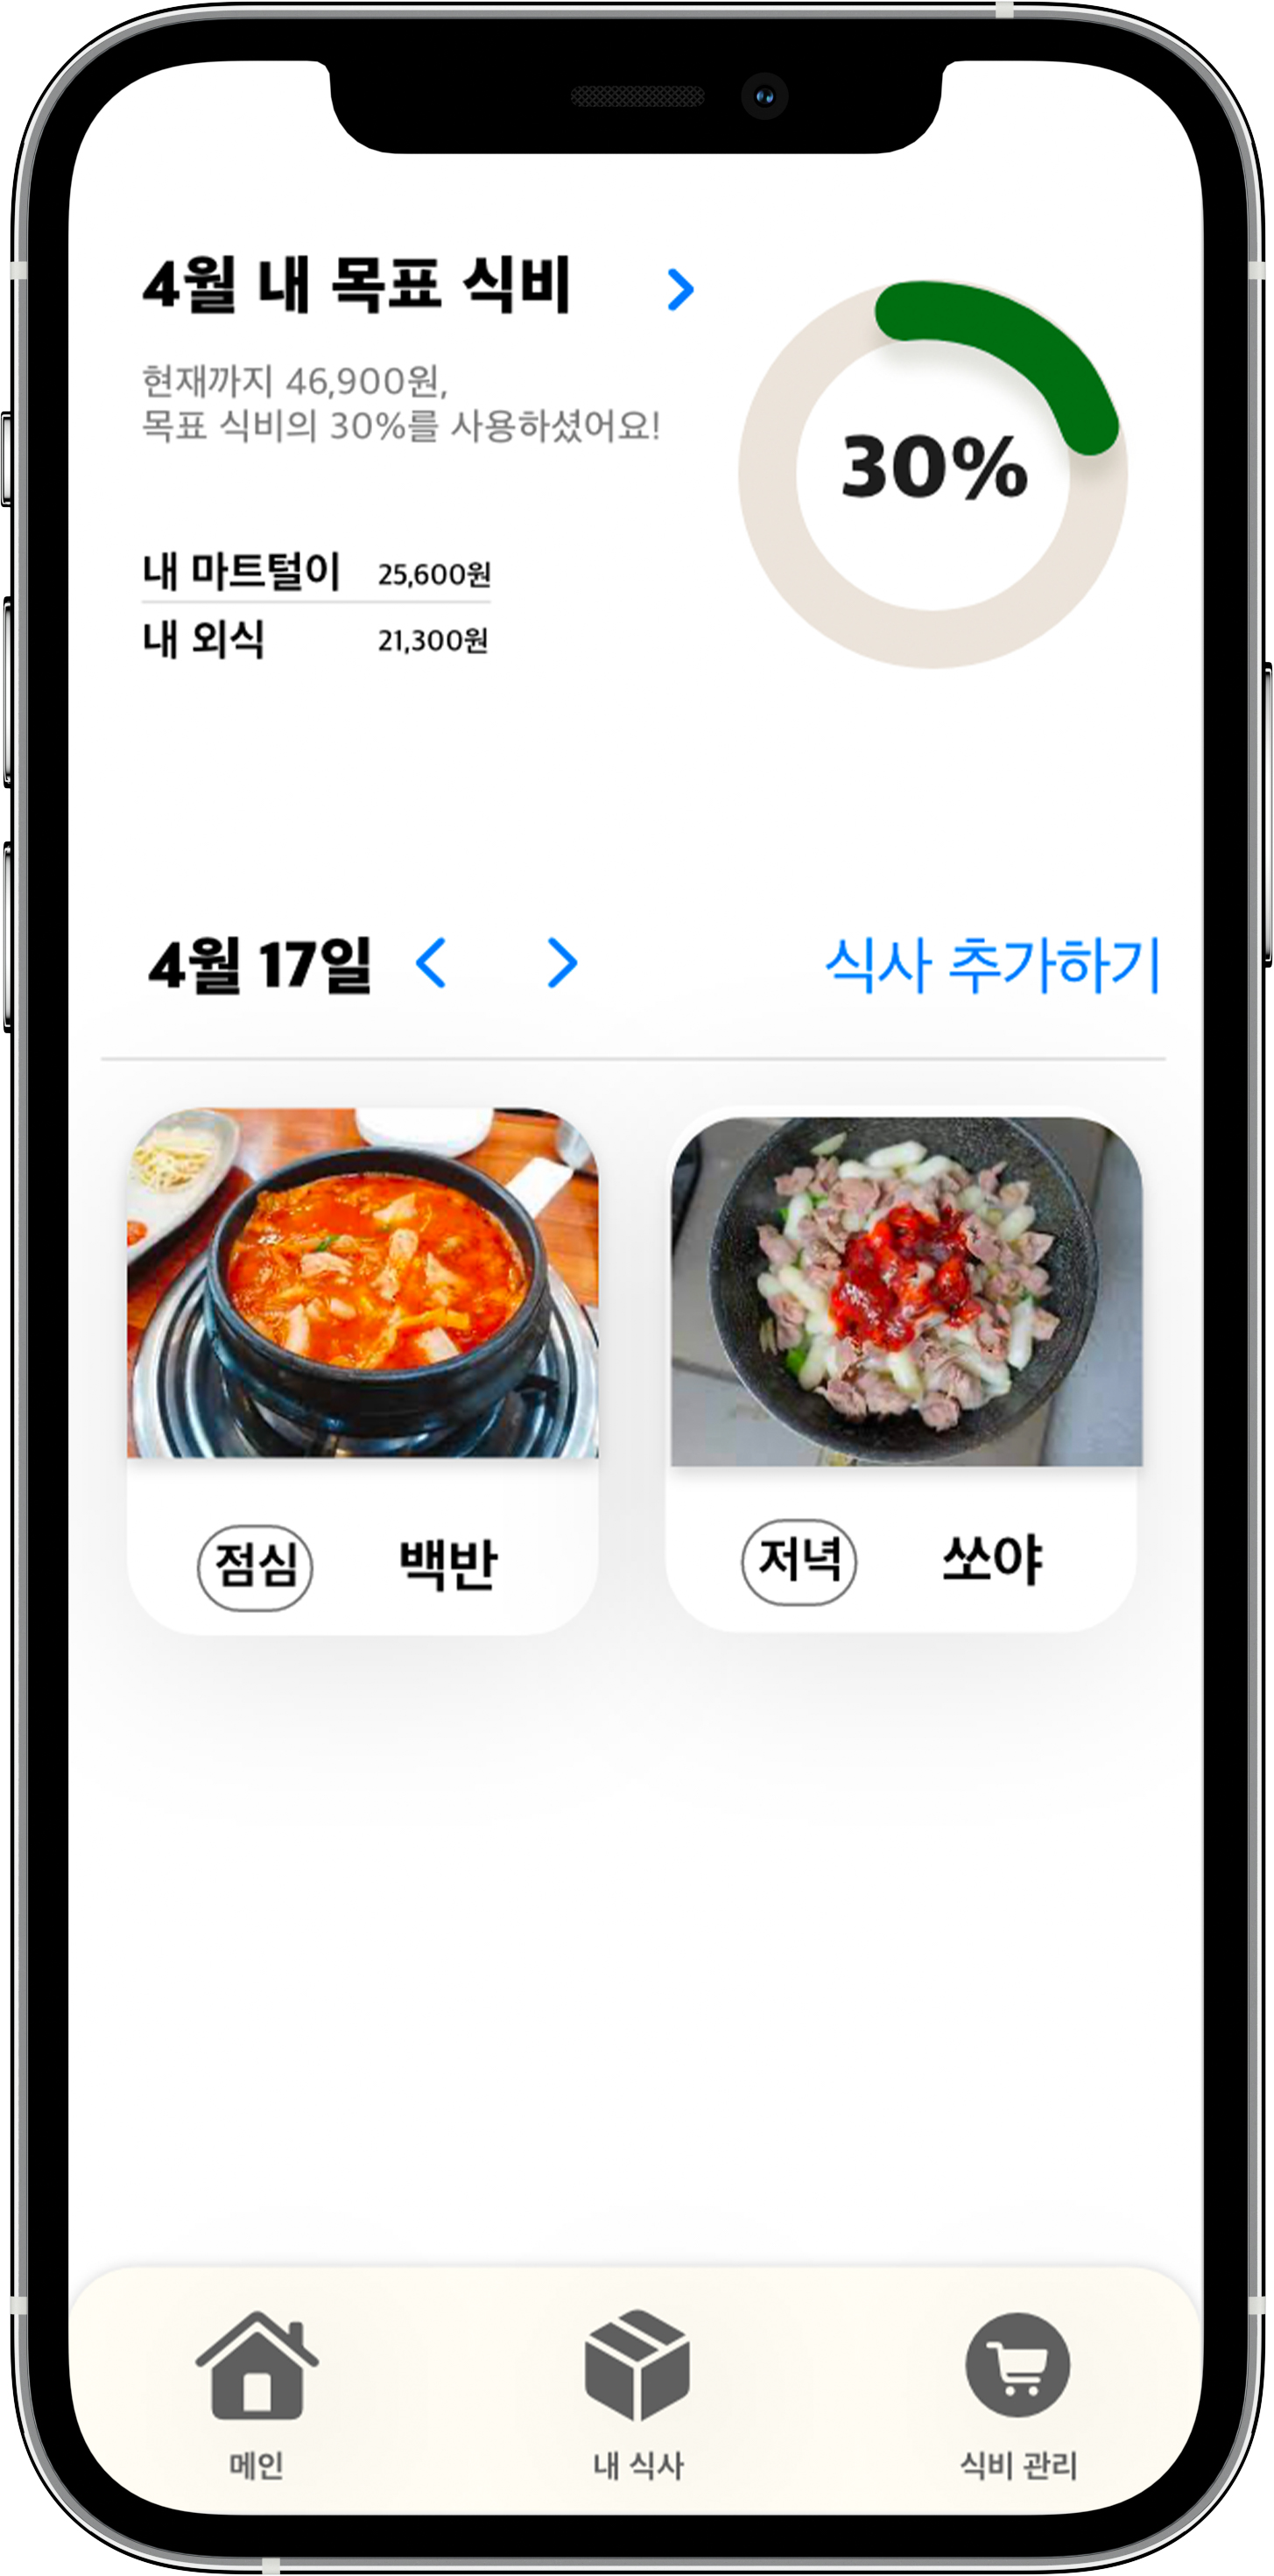 4월 내 목표 식비
현재까지 46,900원,
목표 식비의 30%를 사용하셨어요!
30%
내 마트털이 25,600원
내 외식 21,300원
4월 17일
식사 추가하기
점심 백반
저녁 쏘야
메인
내 식사
식비 관리